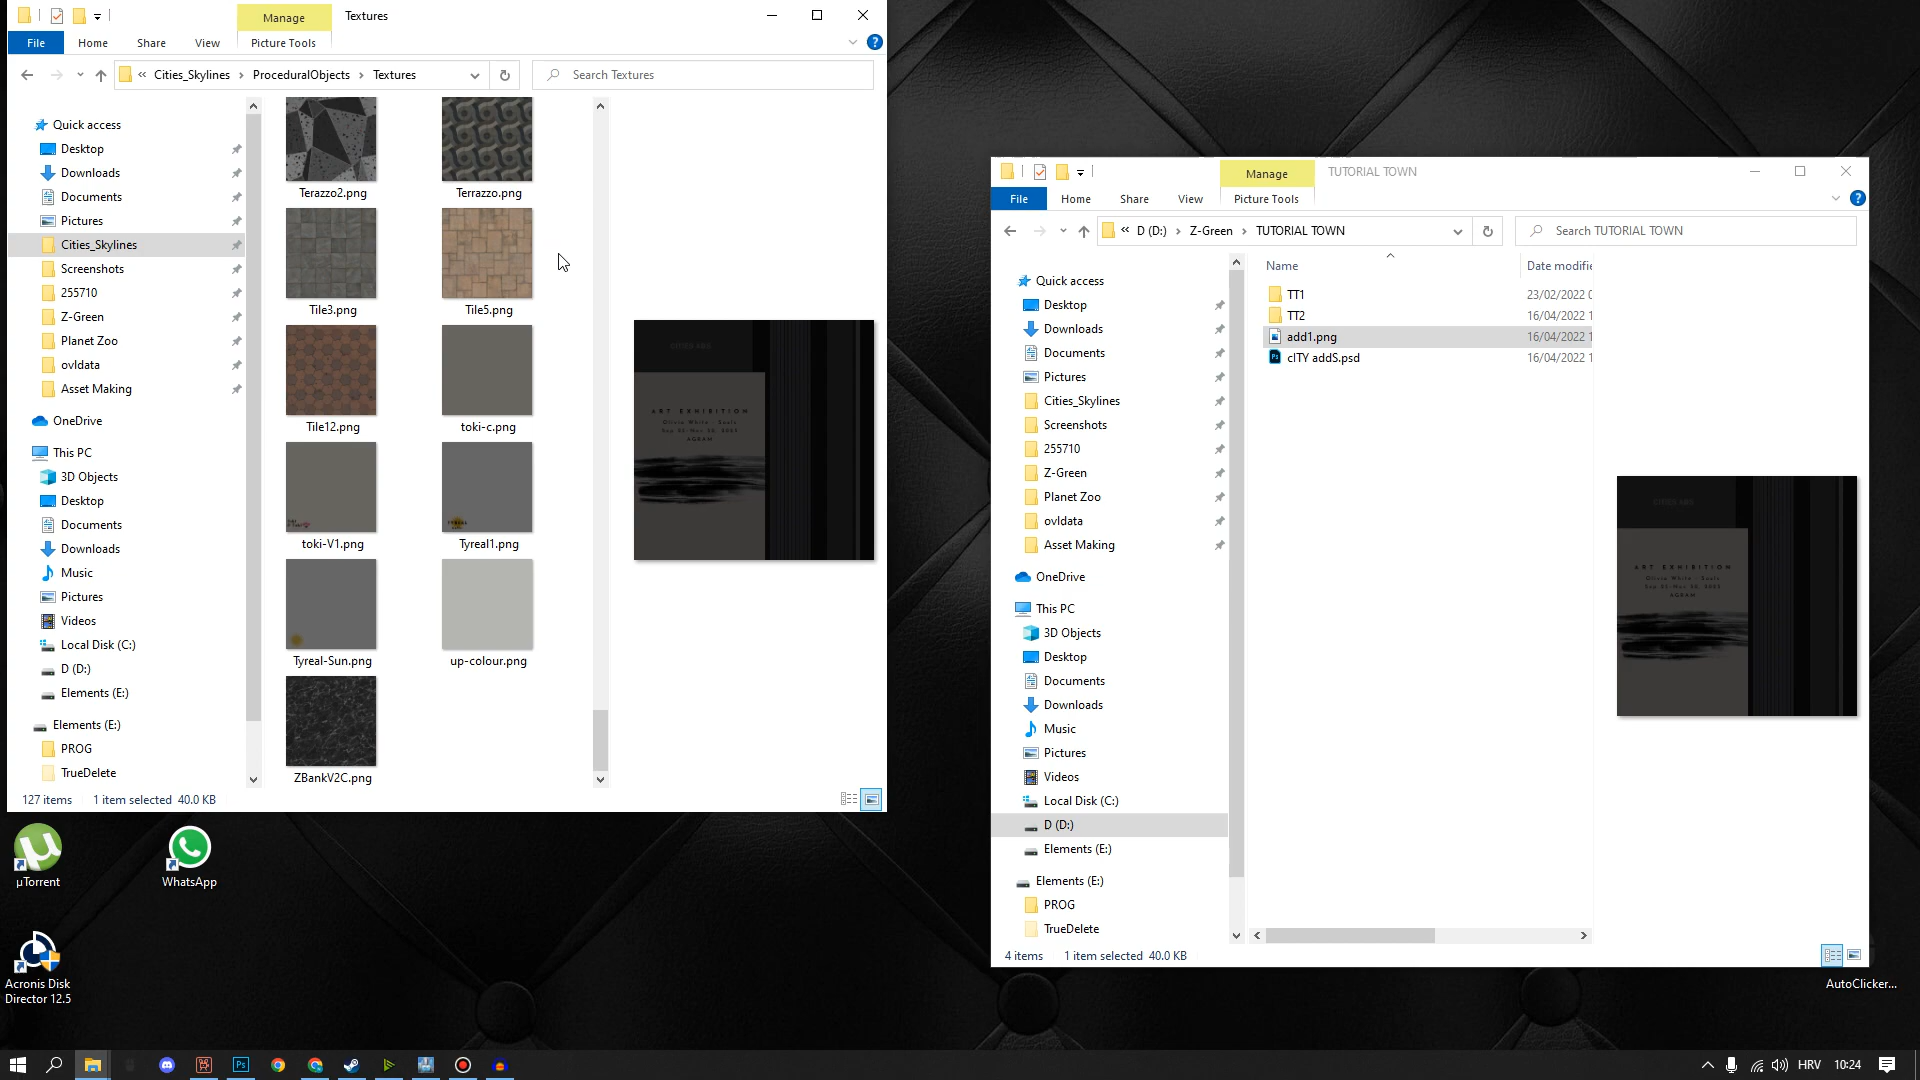 Manage
Textures
File
Home
Share
View
Picture Tools
« Cities_Skylines › ProceduralObjects › Textures
Search Textures
Quick access
Desktop
Downloads
Documents
Pictures
Cities_Skylines
Screenshots
255710
Z-Green
Planet Zoo
ovldata
Asset Making
OneDrive
This PC
3D Objects
Desktop
Documents
Downloads
Music
Pictures
Videos
Local Disk (C:)
D (D:)
Elements (E:)
Elements (E:)
PROG
TrueDelete
Terazzo2.png
Terrazzo.png
Tile3.png
Tile5.png
Tile12.png
toki-c.png
toki-V1.png
Tyreal1.png
Tyreal-Sun.png
up-colour.png
ZBankV2C.png
ART EXHIBITION
Olivia White - Souls
AGRAM
127 items
1 item selected 40.0 KB
Manage
TUTORIAL TOWN
File
Home
Share
View
Picture Tools
« D (D:) › Z-Green › TUTORIAL TOWN
Search TUTORIAL TOWN
Quick access
Desktop
Downloads
Documents
Pictures
Cities_Skylines
Screenshots
255710
Z-Green
Planet Zoo
ovldata
Asset Making
OneDrive
This PC
3D Objects
Desktop
Documents
Downloads
Music
Pictures
Videos
Local Disk (C:)
D (D:)
Elements (E:)
Elements (E:)
PROG
TrueDelete
Name
Date modifie
TT1
23/02/2022 0
TT2
16/04/2022 1
add1.png
16/04/2022 1
cITY addS.psd
16/04/2022 1
ART EXHIBITION
Olivia White - Souls
AGRAM
4 items
1 item selected 40.0 KB
µTorrent
WhatsApp
Acronis Disk
Director 12.5
AutoClicker...
HRV
10:24